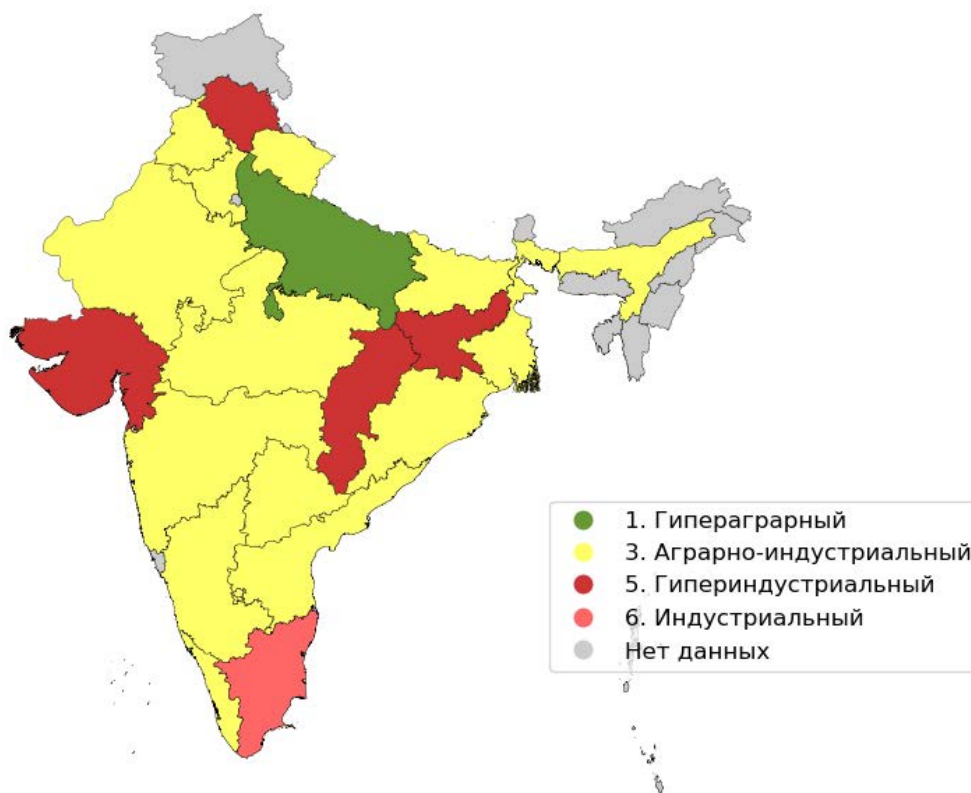 1. Гипераграрный
3. Аграрно-индустриальный
5. Гипериндустриальный
6. Индустриальный
Нет данных